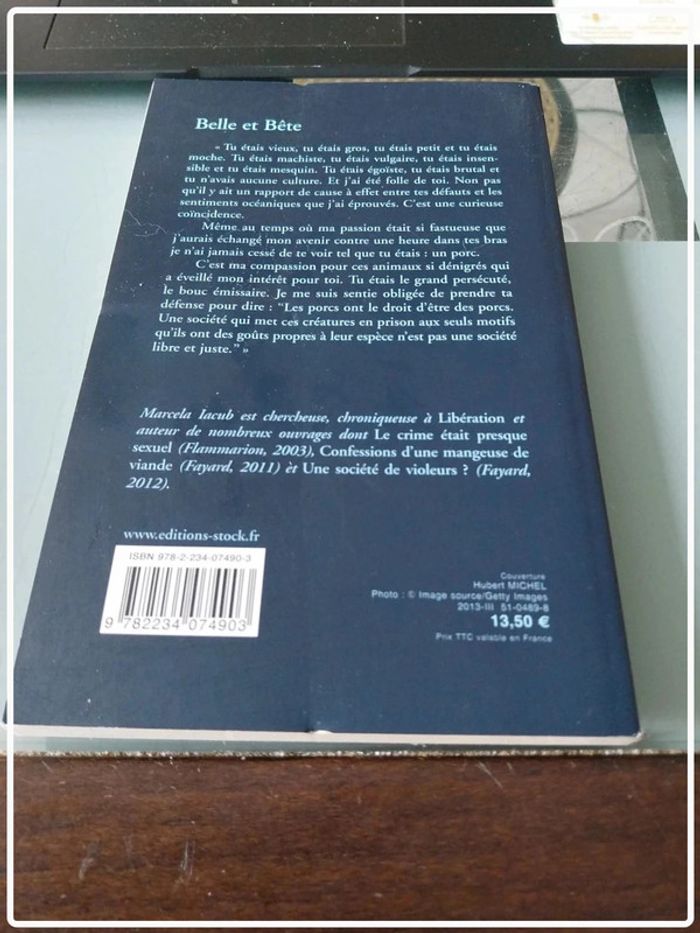 Belle et Bête
« Tu étais vieux, tu étais gros, tu étais petit et tu étais
moche. Tu étais machiste, tu étais vulgaire, tu étais insen-
sible et tu étais mesquin. Tu étais égoïste, tu étais brutal et
tu n'avais aucune culture. Et j'ai été folle de toi. Non pas
qu'il y ait un rapport de cause à effet entre tes défauts et les
sentiments océaniques que j'ai éprouvés. C'est une curieuse
coïncidence.
Même au temps où ma passion était si fastueuse que
j'aurais échangé mon avenir contre une heure dans tes bras
je n'ai jamais cessé de te voir tel que tu étais : un porc.
C'est ma compassion pour ces animaux si dénigrés qui
a éveillé mon intérêt pour toi. Tu étais le grand persécuté,
le bouc émissaire. Je me suis sentie obligée de prendre ta
défense pour dire : “Les porcs ont le droit d'être des porcs.
Une société qui met ces créatures en prison aux seuls motifs
qu'ils ont des goûts propres à leur espèce n'est pas une société
libre et juste.” »
Marcela Iacub est chercheuse, chroniqueuse à Libération et
auteur de nombreux ouvrages dont Le crime était presque
sexuel (Flammarion, 2003), Confessions d'une mangeuse de
viande (Fayard, 2011) et Une société de violeurs ? (Fayard,
2012).
www.editions-stock.fr
ISBN 978-2-234-07490-3
9 782234 074903
Couverture
Hubert MICHEL
Photo : © Image source/Getty Images
2013-III 51-0489-8
13,50 €
Prix TTC valable en France